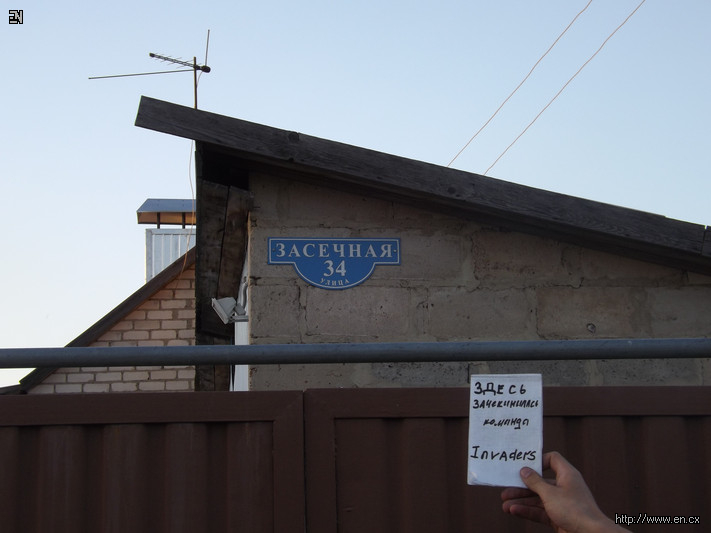 EN
ЗАСЕЧНАЯ
34
УЛИЦА
ЗДЕСЬ
ЗАЧЕКИНИЛАСЬ
команда
Invaders
http://www.en.cx